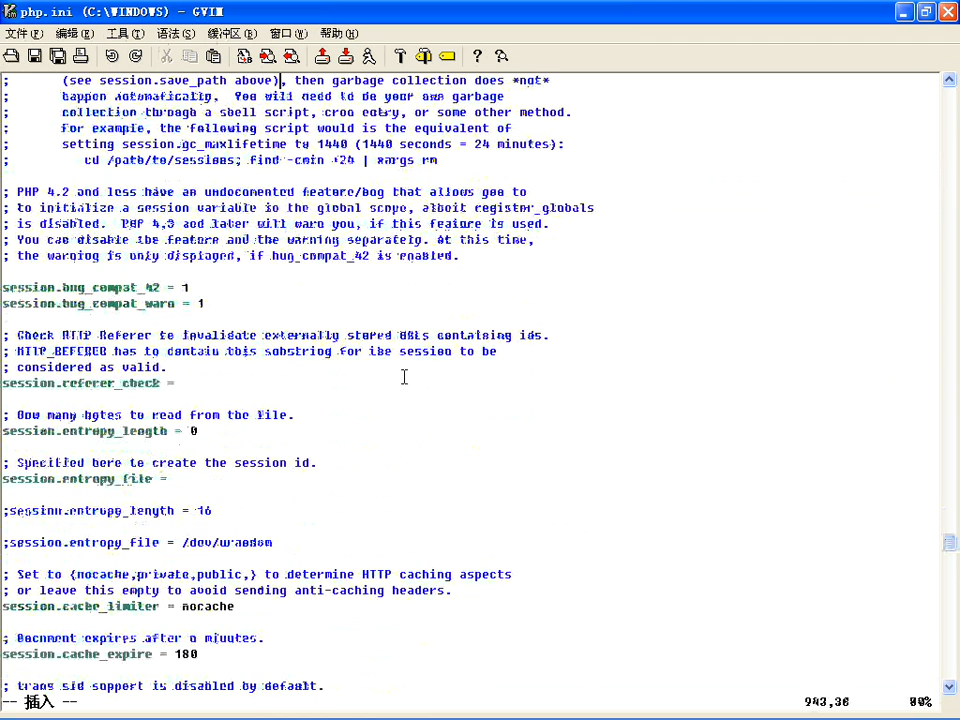 php.ini (C:\WINDOWS) - GVIM
文件(F) 编辑(E) 工具(T) 语法(S) 缓冲区(B) 窗口(W) 帮助(H)
; (see session.save_path above), then garbage collection does *not*
; happen automatically. You will need to do your own garbage
; collection through a shell script, cron entry, or some other method.
; For example, the following script would is the equivalent of
; setting session.gc_maxlifetime to 1440 (1440 seconds = 24 minutes):
; cd /path/to/sessions; find -cmin +24 | xargs rm
; PHP 4.2 and less have an undocumented feature/bug that allows you to
; to initialize a session variable in the global scope, albeit register_globals
; is disabled. PHP 4.3 and later will warn you, if this feature is used.
; You can disable the feature and the warning separately. At this time,
; the warning is only displayed, if bug_compat_42 is enabled.
session.bug_compat_42 = 1
session.bug_compat_warn = 1
; Check HTTP Referer to invalidate externally stored URLs containing ids.
; HTTP_REFERER has to contain this substring for the session to be
; considered as valid.
session.referer_check =
; How many bytes to read from the file.
session.entropy_length = 0
; Specified here to create the session id.
session.entropy_file =
;session.entropy_length = 16
;session.entropy_file = /dev/urandom
; Set to {nocache,private,public,} to determine HTTP caching aspects
; or leave this empty to avoid sending anti-caching headers.
session.cache_limiter = nocache
; Document expires after n minutes.
session.cache_expire = 180
; trans sid support is disabled by default.
-- 插入 -- 943,36